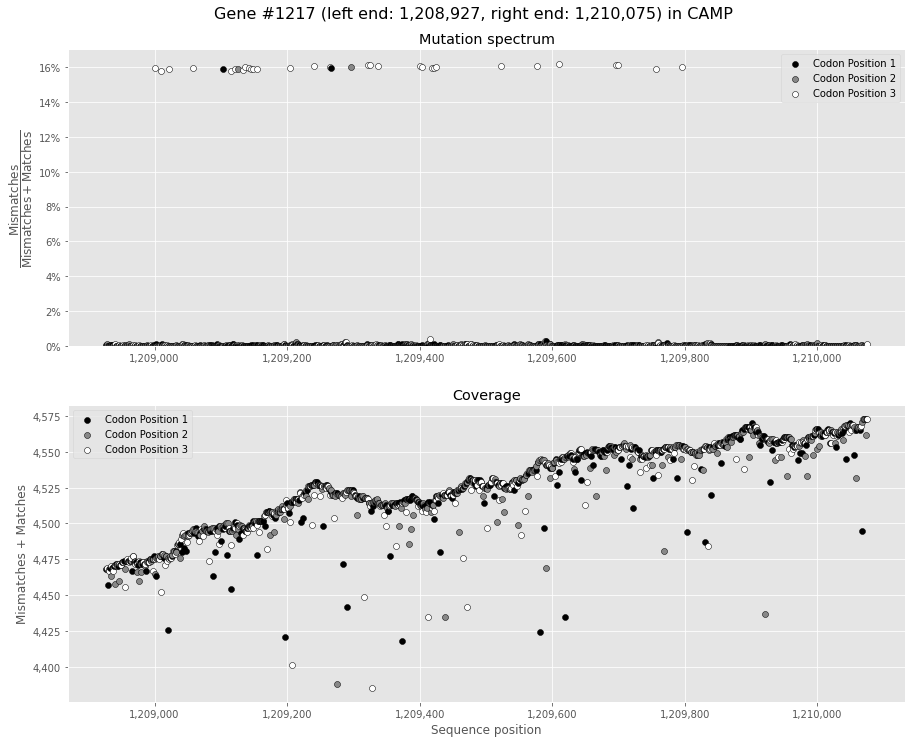 Gene #1217 (left end: 1,208,927, right end: 1,210,075) in CAMP
Mutation spectrum
Mismatches
Mismatches + Matches
16%
14%
12%
10%
8%
6%
4%
2%
0%
Codon Position 1
Codon Position 2
Codon Position 3
1,209,000 1,209,200 1,209,400 1,209,600 1,209,800 1,210,000
Coverage
Mismatches + Matches
4,575
4,550
4,525
4,500
4,475
4,450
4,425
4,400
Codon Position 1
Codon Position 2
Codon Position 3
1,209,000 1,209,200 1,209,400 1,209,600 1,209,800 1,210,000
Sequence position